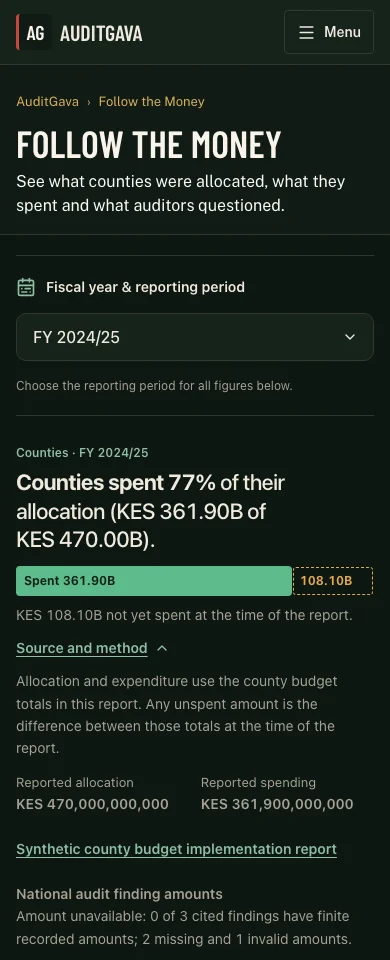 AG AUDITGAVA Menu
AuditGava › Follow the Money
FOLLOW THE MONEY
See what counties were allocated, what they
spent and what auditors questioned.
Fiscal year & reporting period
FY 2024/25
Choose the reporting period for all figures below.
Counties · FY 2024/25
Counties spent 77% of their
allocation (KES 361.90B of
KES 470.00B).
Spent 361.90B 108.10B
KES 108.10B not yet spent at the time of the report.
Source and method
Allocation and expenditure use the county budget
totals in this report. Any unspent amount is the
difference between those totals at the time of the
report.
Reported allocation Reported spending
KES 470,000,000,000 KES 361,900,000,000
Synthetic county budget implementation report
National audit finding amounts
Amount unavailable: 0 of 3 cited findings have finite
recorded amounts; 2 missing and 1 invalid amounts.